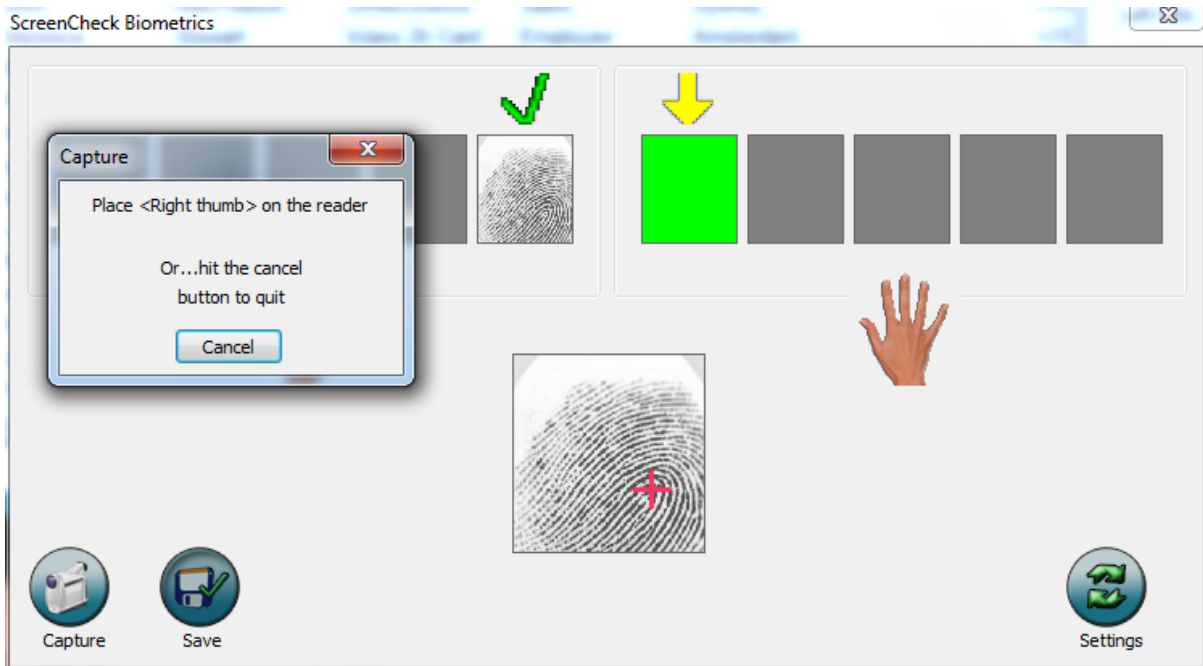 ScreenCheck Biometrics
Capture
Place <Right thumb> on the reader
Or...hit the cancel
button to quit
Cancel
Capture
Save
Settings